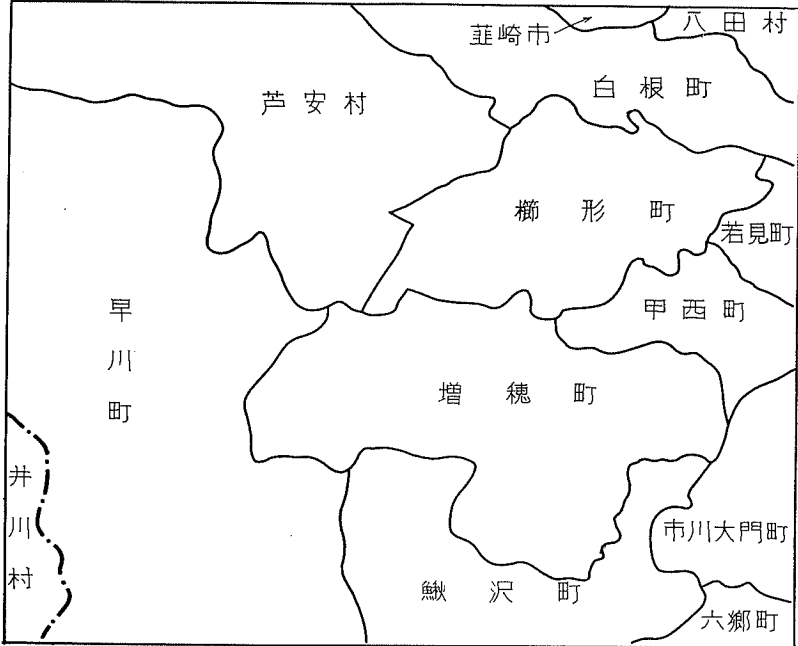 韮崎市
八田村
白根町
芦安村
櫛形町
若見町
早川町
甲西町
増穂町
井川村
市川大門町
鰍沢町
六郷町